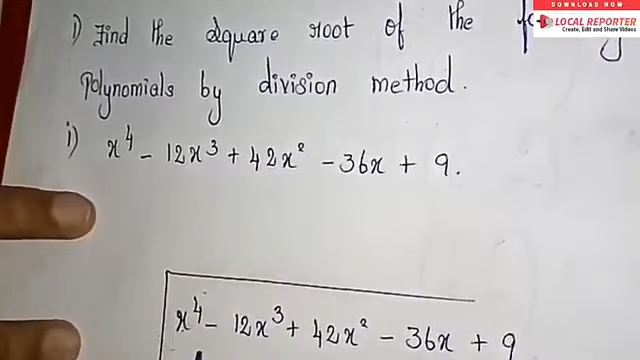 DOWNLOAD NOW
LOCAL REPORTER
Create, Edit and Share Videos
1) Find the square root of the
polynomials by division method.
i) x⁴ - 12x³ + 42x² - 36x + 9.
x⁴ - 12x³ + 42x² - 36x + 9